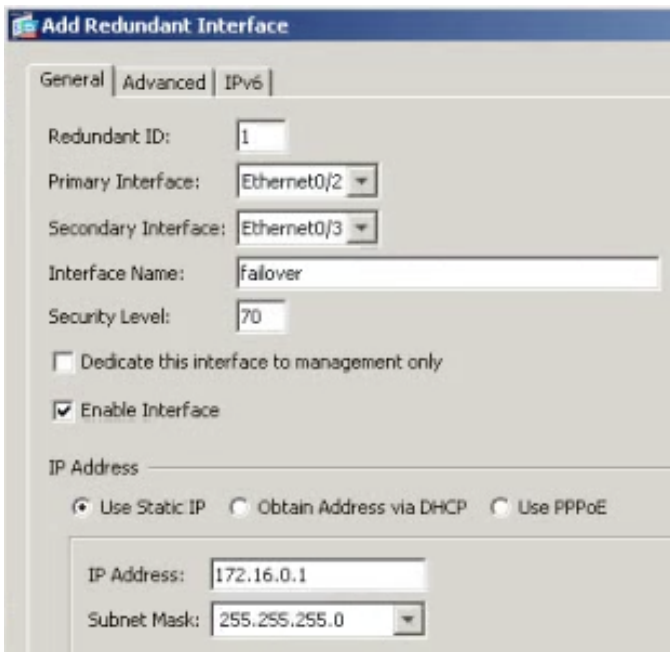 Add Redundant Interface
General Advanced IPv6
Redundant ID: 1
Primary Interface: Ethernet0/2
Secondary Interface: Ethernet0/3
Interface Name: failover
Security Level: 70
Dedicate this interface to management only
Enable Interface
IP Address
Use Static IP Obtain Address via DHCP Use PPPoE
IP Address: 172.16.0.1
Subnet Mask: 255.255.255.0